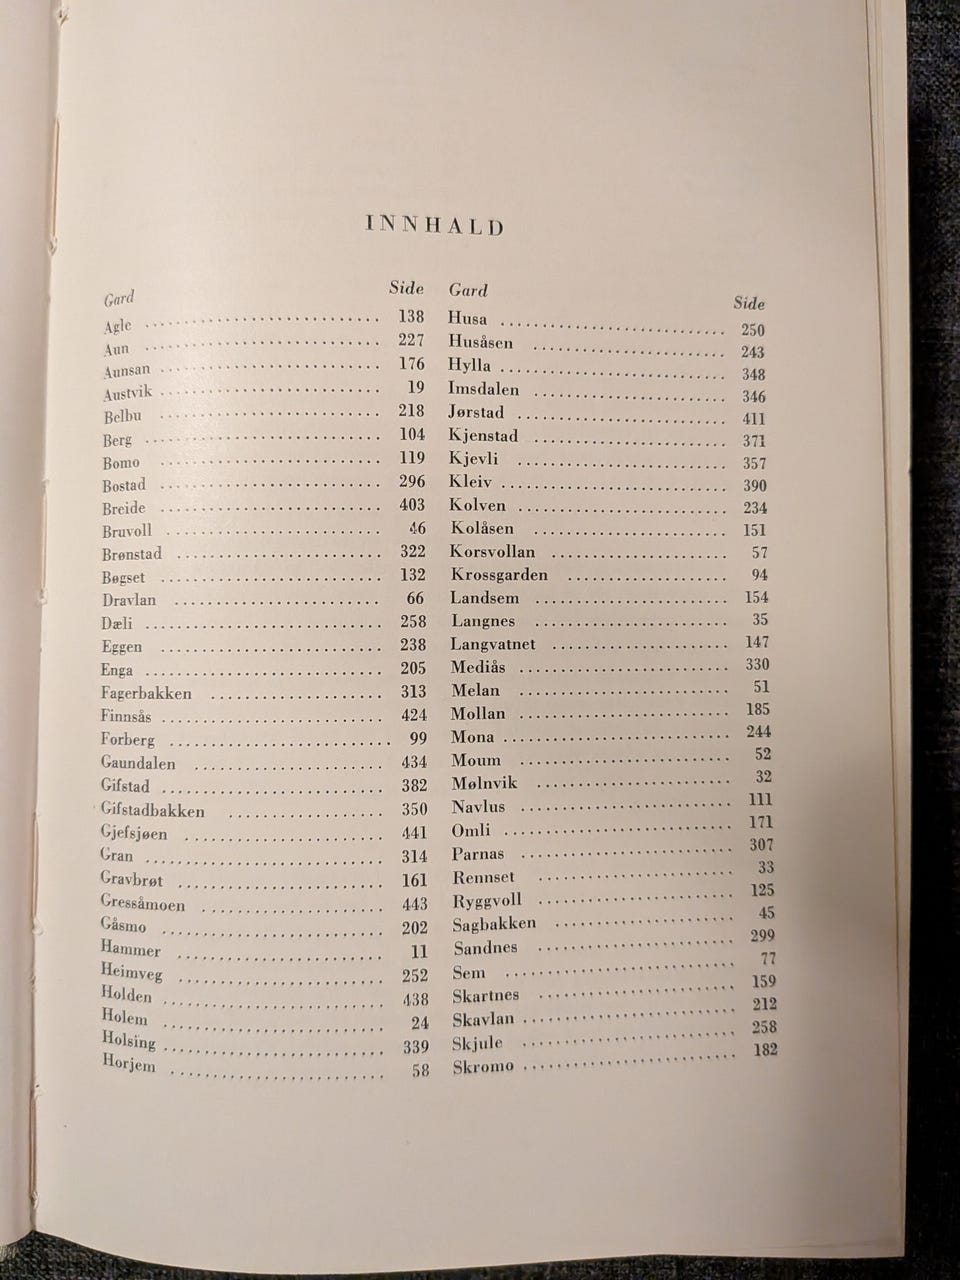 INNHALD
Gard Side
Agle 138
Aun 227
Aunsan 176
Austvik 19
Belbu 218
Berg 104
Bomo 119
Bostad 296
Breide 403
Bruvoll 46
Brønstad 322
Bøgset 132
Dravlan 66
Dæli 258
Eggen 238
Enga 205
Fagerbakken 313
Finnsås 424
Forberg 99
Gaundalen 434
Gifstad 382
Gifstadbakken 350
Gjefsjøen 441
Gran 314
Gravbrøt 161
Gressåmoen 443
Gåsmo 202
Hammer 11
Heimveg 252
Holden 438
Holem 24
Holsing 339
Horjem 58
Gard Side
Husa 250
Husåsen 243
Hylla 348
Imsdalen 346
Jørstad 411
Kjenstad 371
Kjevli 357
Kleiv 390
Kolven 234
Kolåsen 151
Korsvollan 57
Krossgarden 94
Landsem 154
Langnes 35
Langvatnet 147
Mediås 330
Melan 51
Mollan 185
Mona 244
Moum 52
Mølnvik 32
Navlus 111
Omli 171
Parnas 307
Rennset 33
Ryggvoll 125
Sagbakken 45
Sandnes 299
Sem 77
Skartnes 159
Skavlan 212
Skjule 258
Skromo 182